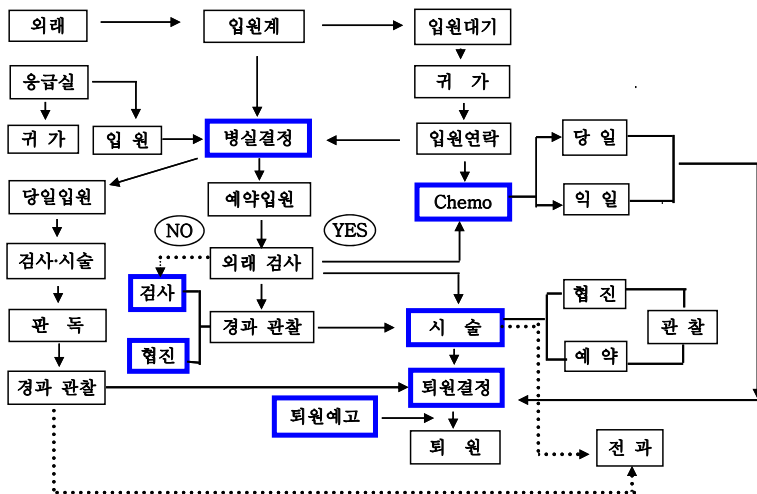 외래
입원계
입원대기
응급실
귀 가
귀 가
입 원
병실결정
입원연락
당 일
당일입원
예약입원
Chemo
익 일
NO
YES
검사·시술
외래 검사
검사
협 진
판 독
경과 관찰
시 술
관 찰
협진
예 약
경과 관찰
퇴원결정
퇴원예고
퇴 원
전 과